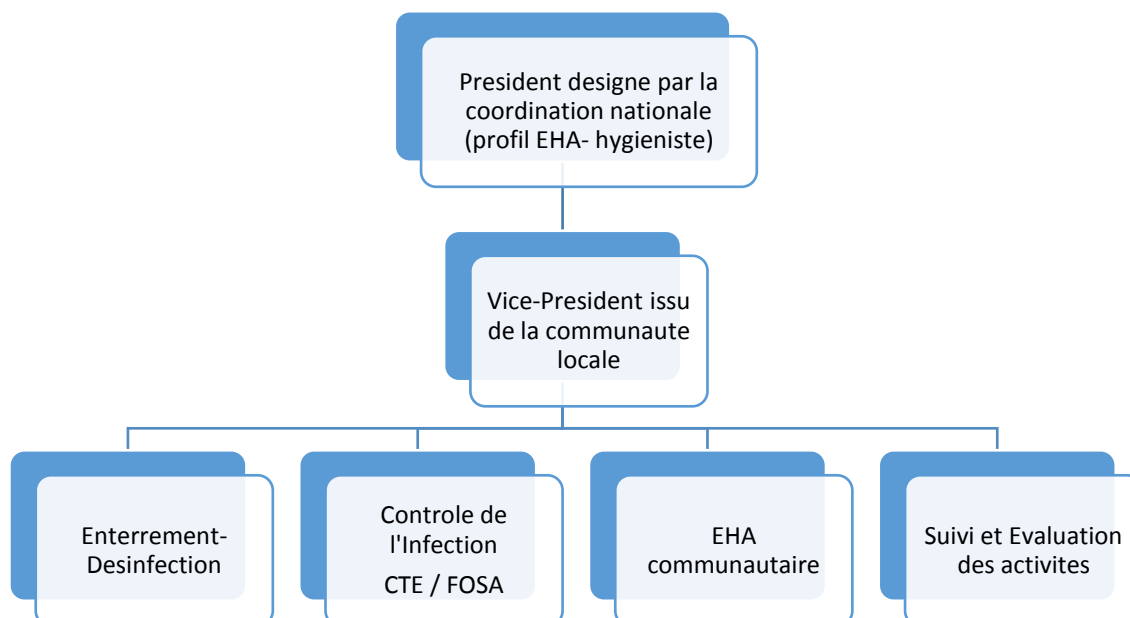 President designe par la
coordination nationale
(profil EHA- hygieniste)
Vice-President issu
de la communaute
locale
Enterrement-
Desinfection
Controle de
l'Infection
CTE / FOSA
EHA
communautaire
Suivi et Evaluation
des activites